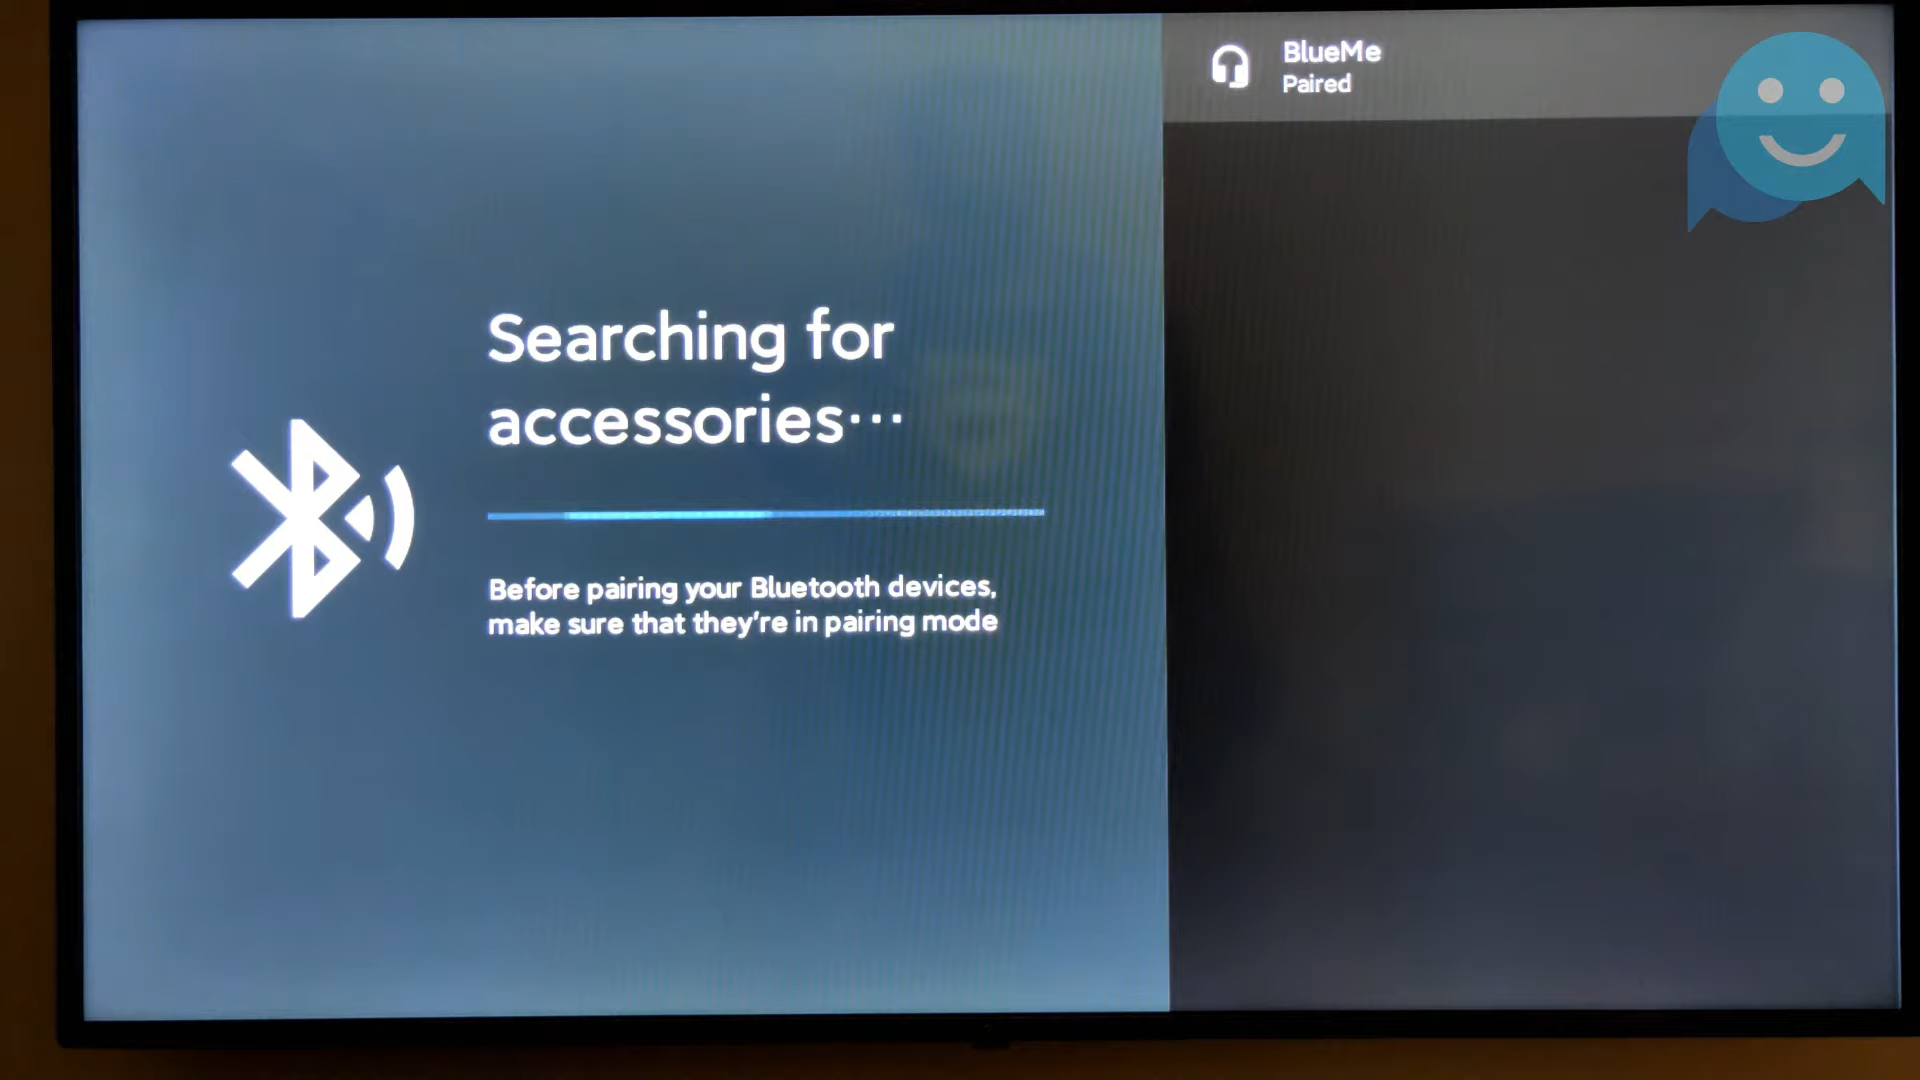 Searching for
accessories...
Before pairing your Bluetooth devices,
make sure that they're in pairing mode
BlueMe
Paired